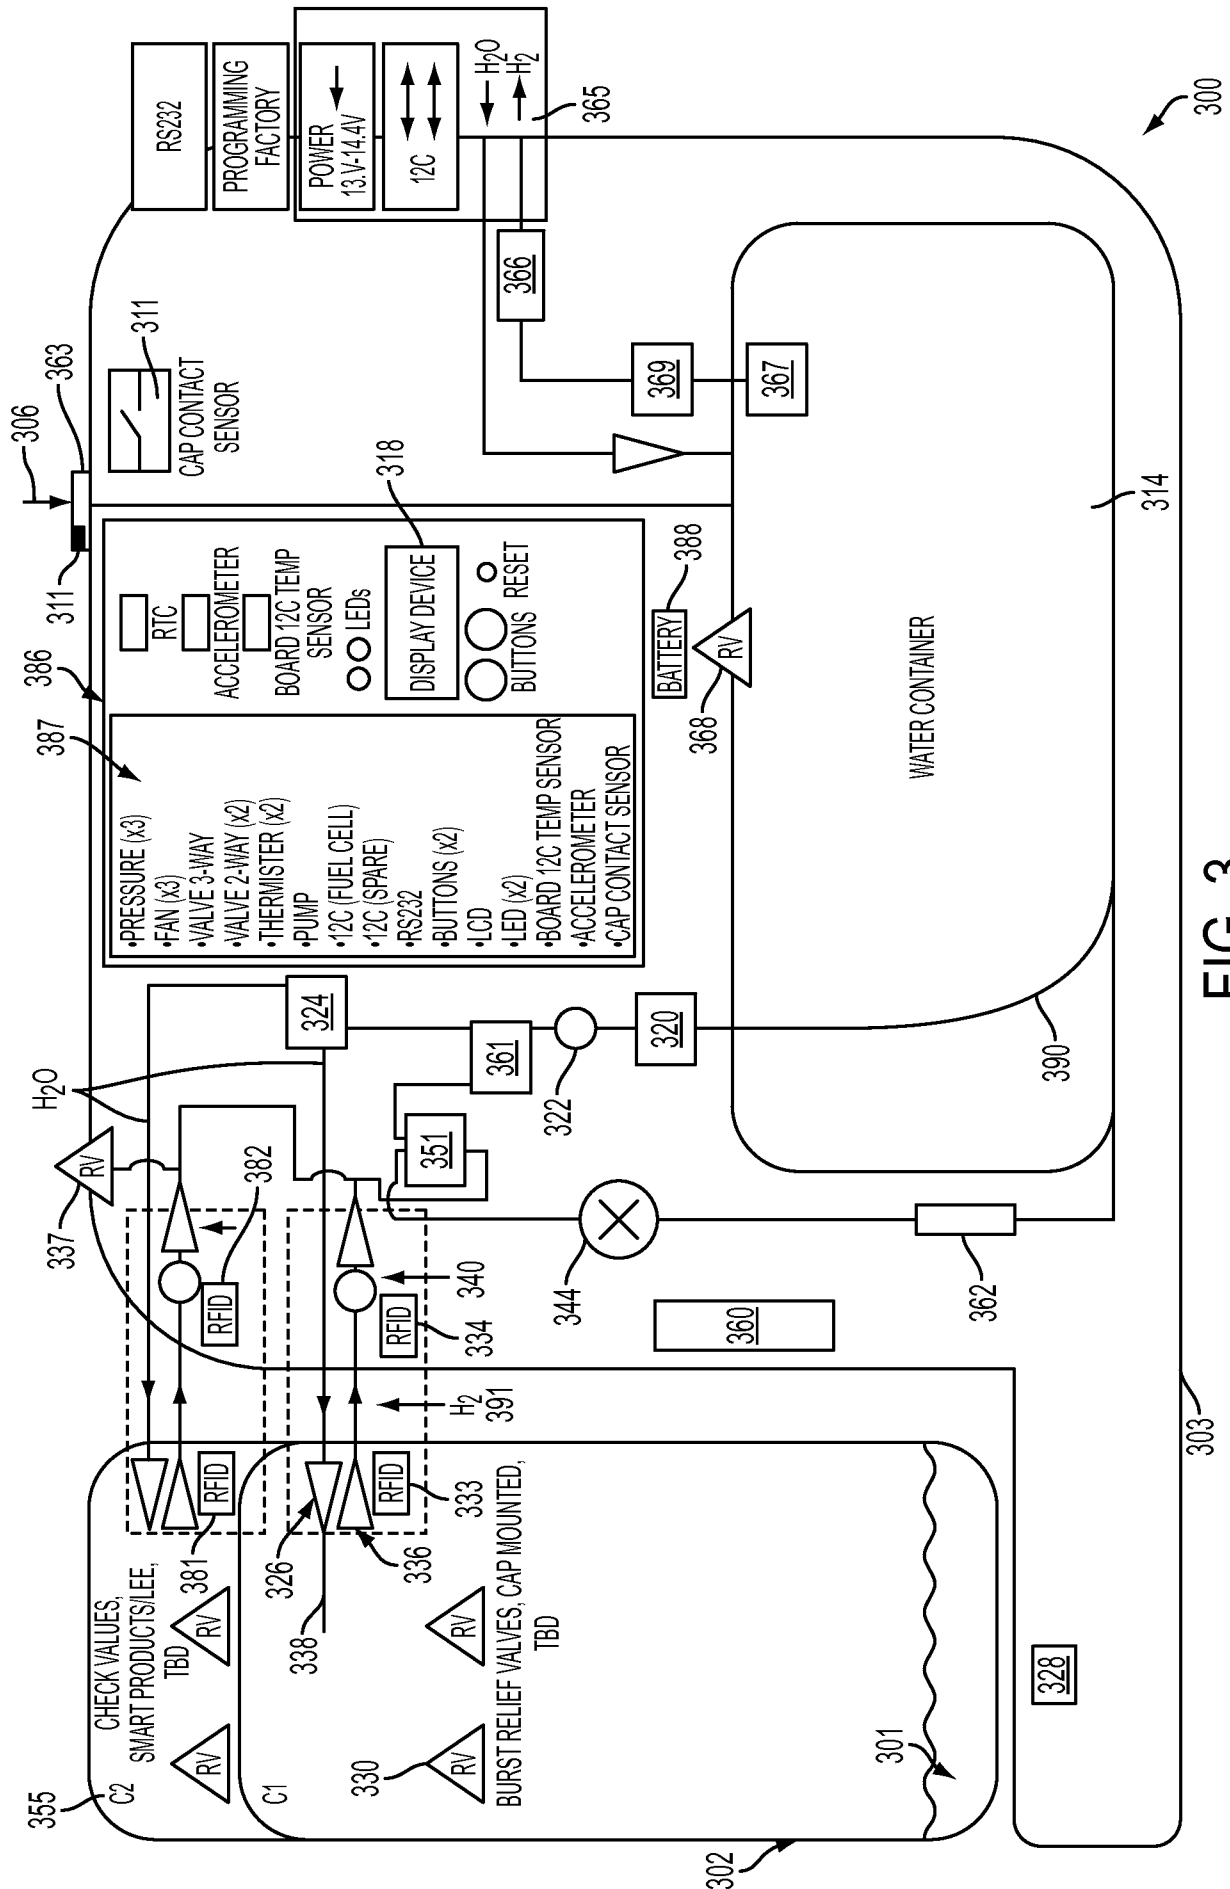 RS232
PROGRAMMING
FACTORY
POWER
13.V-14.4V
12C
H2O
H2
365
300
366
369
367
306
363
311
311
CAP CONTACT
SENSOR
386
387
RTC
ACCELEROMETER
BOARD 12C TEMP
SENSOR
LEDs
318
DISPLAY DEVICE
BUTTONS
RESET
• PRESSURE (x3)
• FAN (x3)
• VALVE 3-WAY
• VALVE 2-WAY (x2)
• THERMISTER (x2)
• PUMP
• 12C (FUEL CELL)
• 12C (SPARE)
• RS232
• BUTTONS (x2)
• LCD
• LED (x2)
• BOARD 12C TEMP SENSOR
• ACCELEROMETER
• CAP CONTACT SENSOR
BATTERY
388
RV
368
WATER CONTAINER
314
390
H2O
324
361
322
320
351
344
362
360
RV
337
382
RFID
340
RFID
334
H2
391
RFID
381
RFID
333
326
336
338
355
C2
CHECK VALUES,
SMART PRODUCTS/LEE,
TBD
RV
RV
C1
330
RV
RV
BURST RELIEF VALVES, CAP MOUNTED,
TBD
301
302
328
303
FIG. 3